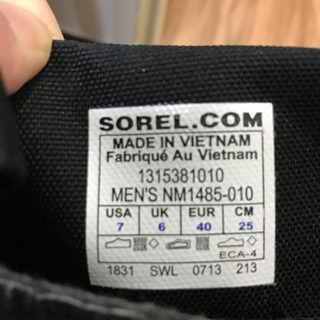 SOREL.COM
MADE IN VIETNAM
Fabriqué Au Vietnam
1315381010
MEN'S NM1485-010
USA UK EUR CM
7 6 40 25
ECA-4
1831 SWL 0713 213